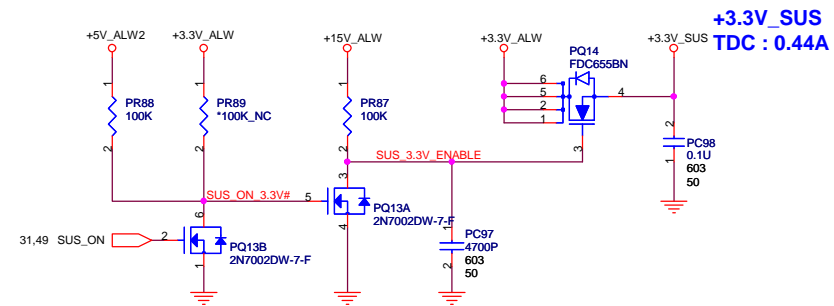 +3.3V_SUS
TDC : 0.44A
+5V_ALW2
+3.3V_ALW
+15V_ALW
+3.3V_ALW
+3.3V_SUS
PQ14
FDC655BN
1
1
1
6
5
2
1
4
3
PR88
100K
PR89
*100K_NC
PR87
100K
2
2
2
2
1
PC98
0.1U
603
50
SUS_3.3V_ENABLE
SUS_ON_3.3V#
5
3
4
PQ13A
2N7002DW-7-F
6
31,49 SUS_ON
2
1
PQ13B
2N7002DW-7-F
1
2
PC97
4700P
603
50